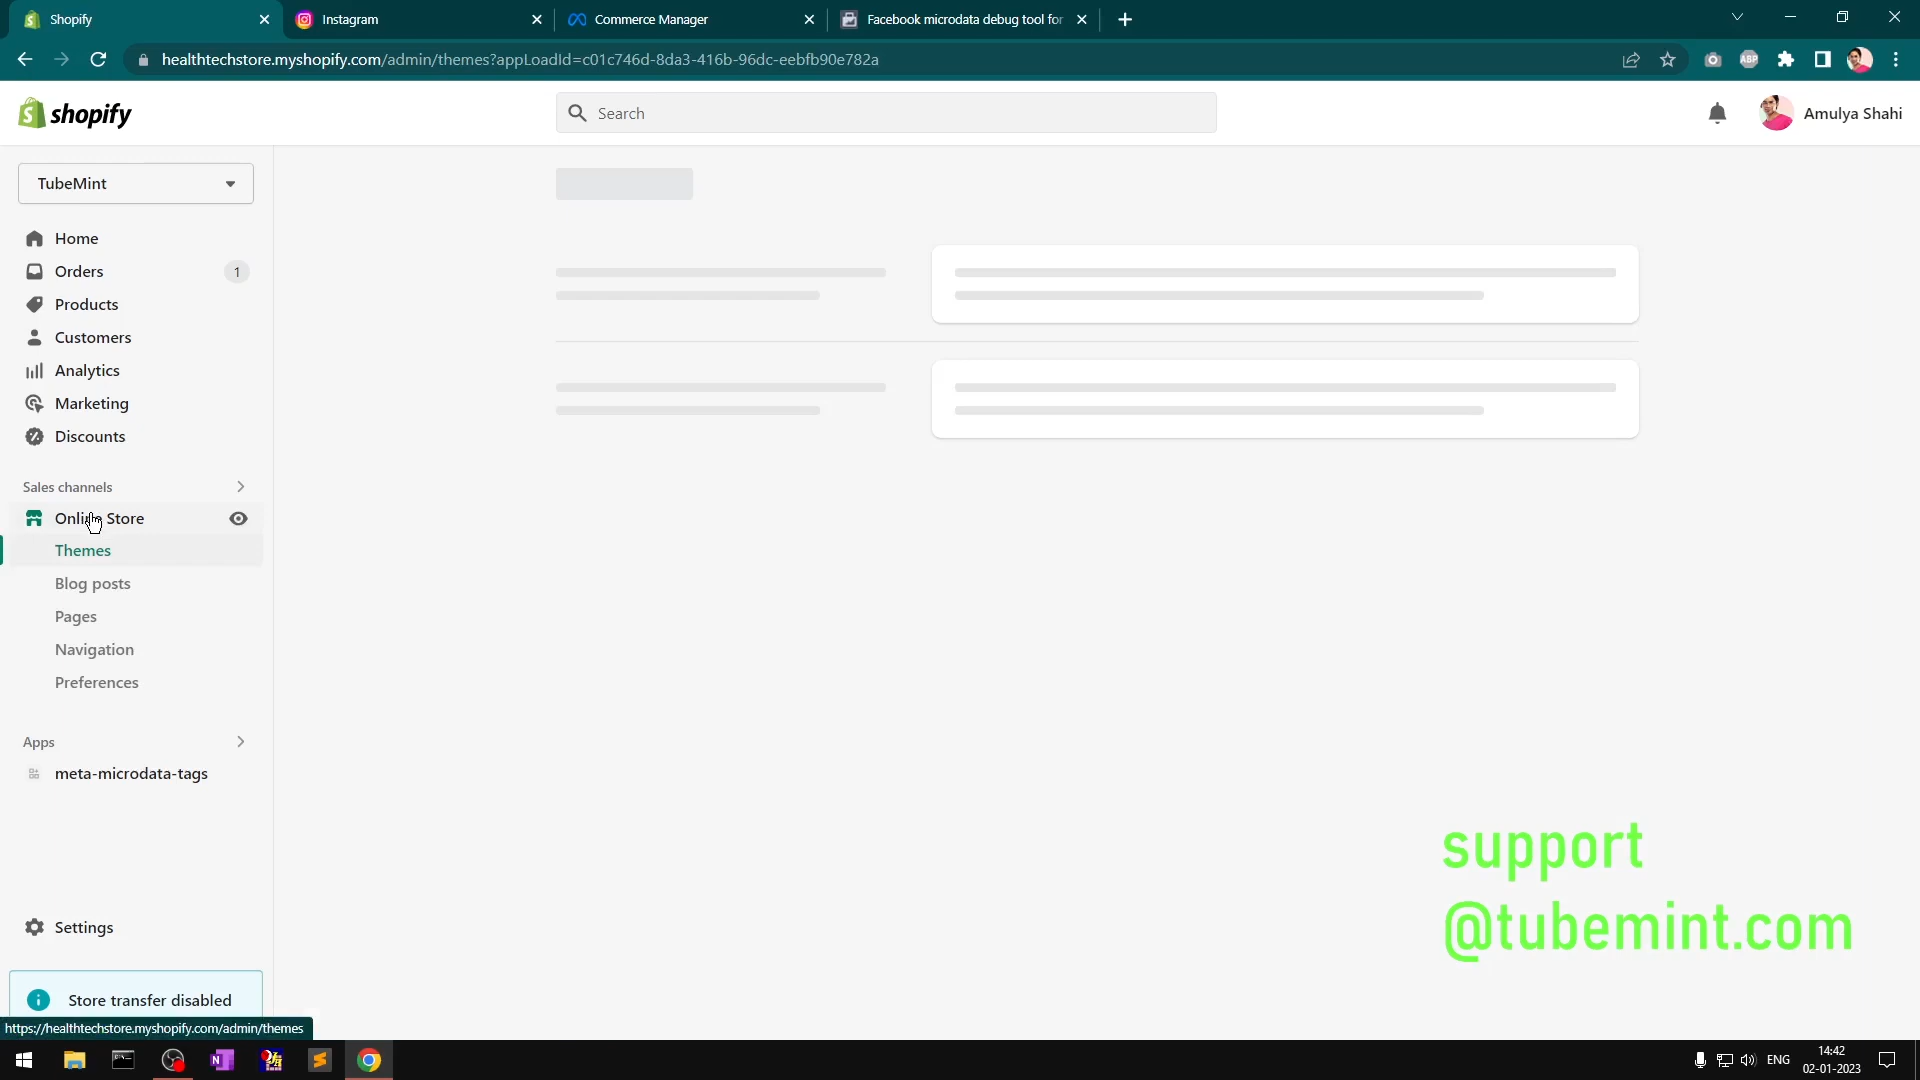 Shopify
Instagram
Commerce Manager
Facebook microdata debug tool for
healthtechstore.myshopify.com/admin/themes?appLoadId=c01c746d-8da3-416b-96dc-eebfb90e782a
ABP
shopify
Search
Amulya Shahi
TubeMint
Home
Orders
1
Products
Customers
Analytics
Marketing
Discounts
Sales channels
Online Store
Themes
Blog posts
Pages
Navigation
Preferences
Apps
meta-microdata-tags
Settings
Store transfer disabled
support
@tubemint.com
https://healthtechstore.myshopify.com/admin/themes
ENG
14:42
02-01-2023